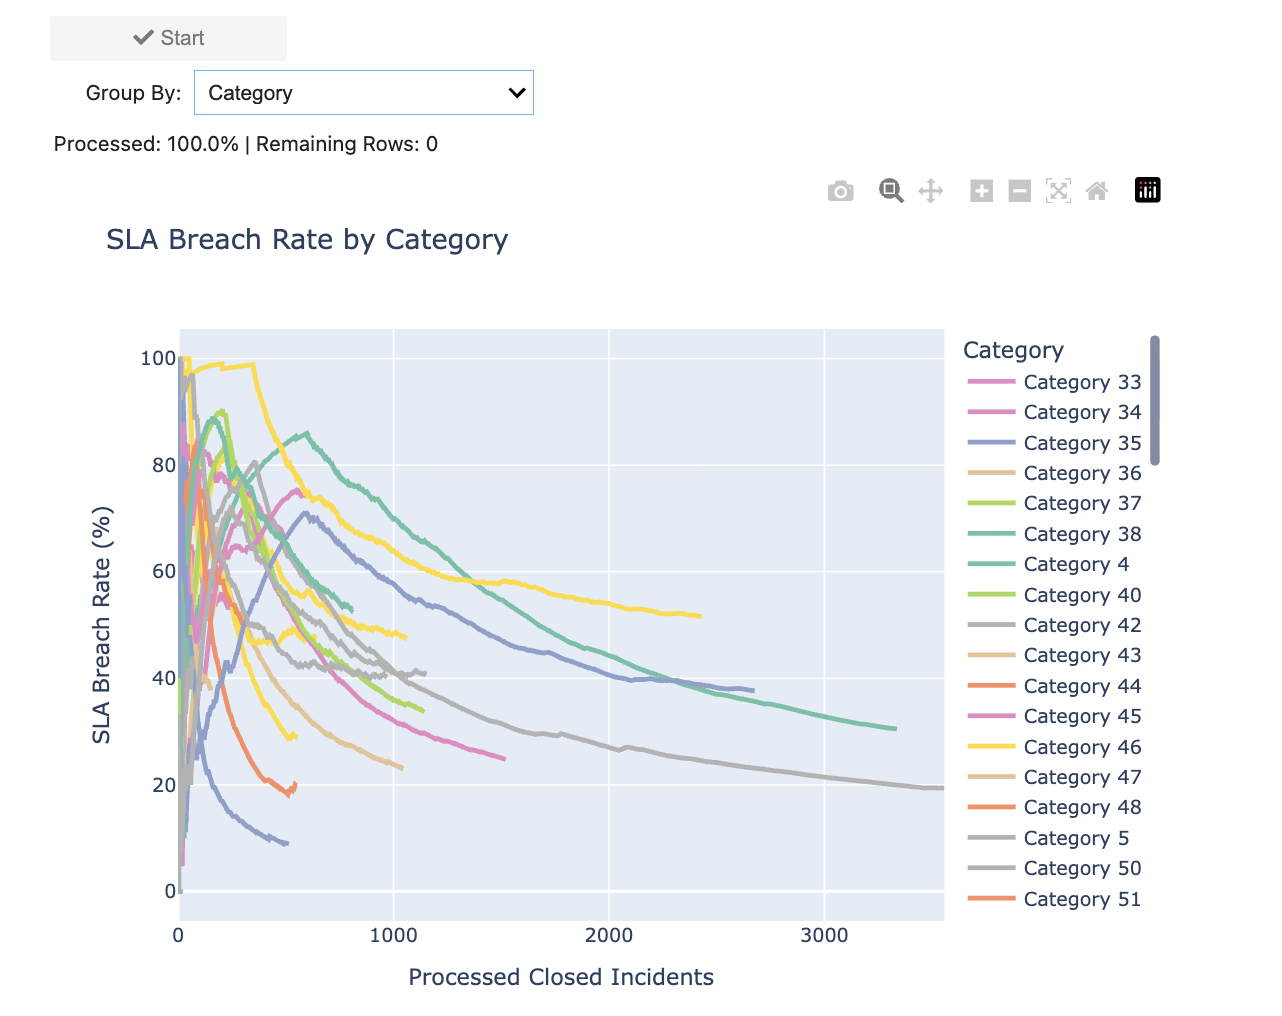 Start
Group By: Category
Processed: 100.0% | Remaining Rows: 0
SLA Breach Rate by Category
SLA Breach Rate (%)
100
80
60
40
20
0
0 1000 2000 3000
Processed Closed Incidents
Category
Category 33
Category 34
Category 35
Category 36
Category 37
Category 38
Category 4
Category 40
Category 42
Category 43
Category 44
Category 45
Category 46
Category 47
Category 48
Category 5
Category 50
Category 51